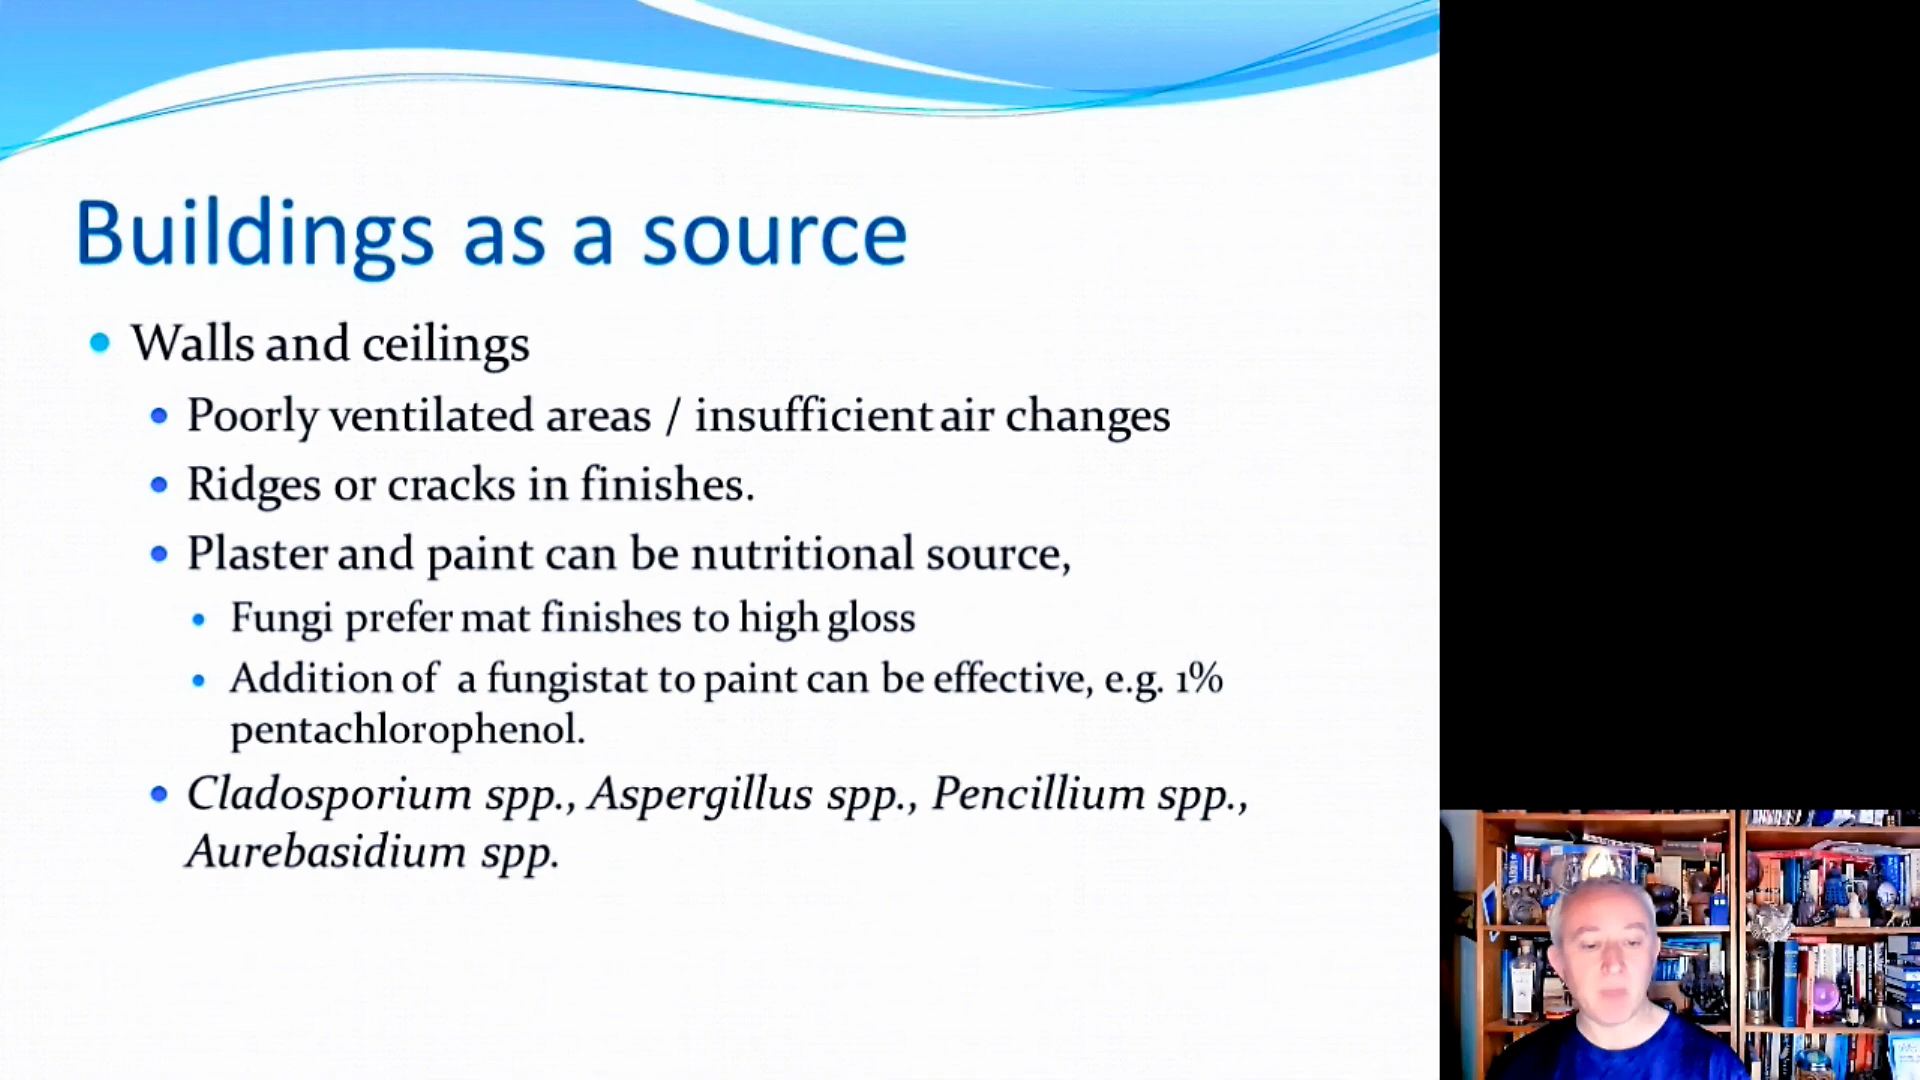 Buildings as a source
Walls and ceilings
Poorly ventilated areas / insufficient air changes
Ridges or cracks in finishes.
Plaster and paint can be nutritional source,
Fungi prefer mat finishes to high gloss
Addition of a fungistat to paint can be effective, e.g. 1%
pentachlorophenol.
Cladosporium spp., Aspergillus spp., Pencillium spp.,
Aurebasidium spp.